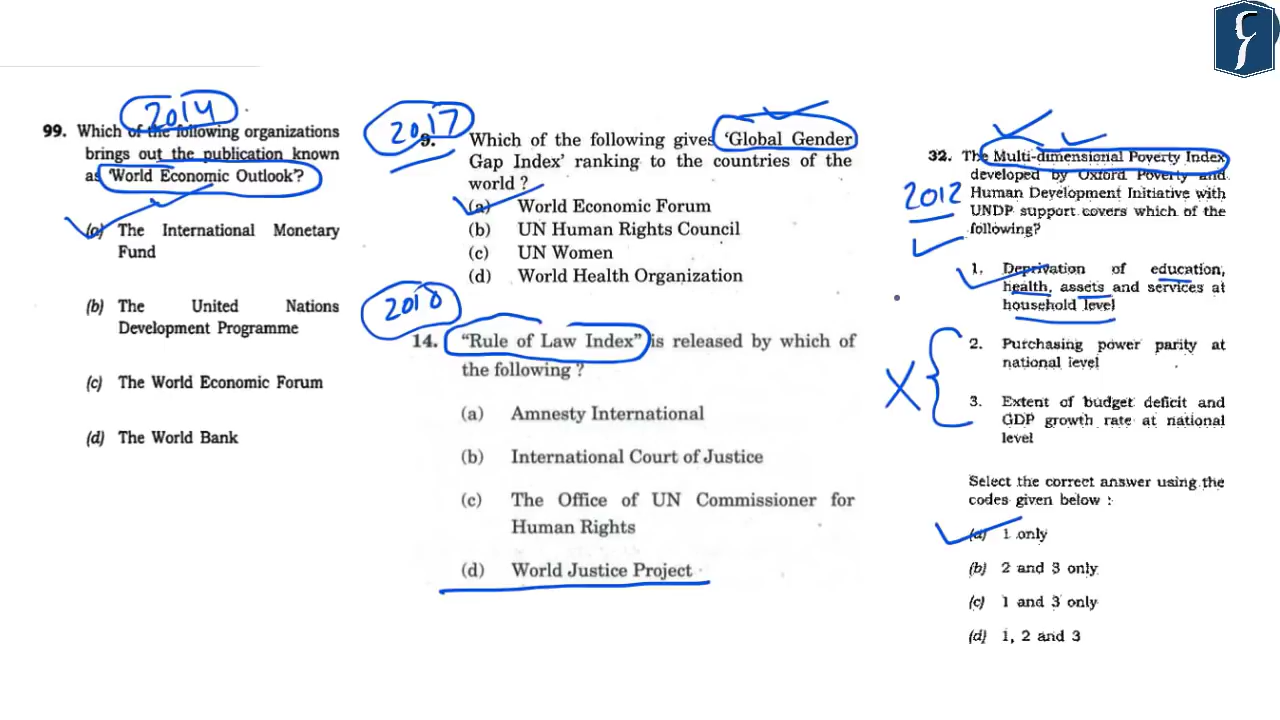 2014
99. Which of the following organizations
brings out the publication known
as 'World Economic Outlook?
(a) The International Monetary
Fund
(b) The United Nations
Development Programme
(c) The World Economic Forum
(d) The World Bank
2017
9. Which of the following gives 'Global Gender
Gap Index' ranking to the countries of the
world ?
(a) World Economic Forum
(b) UN Human Rights Council
(c) UN Women
(d) World Health Organization
2018
14. "Rule of Law Index" is released by which of
the following ?
(a) Amnesty International
(b) International Court of Justice
(c) The Office of UN Commissioner for
Human Rights
(d) World Justice Project
32. The Multi-dimensional Poverty Index
developed by Oxford Poverty and
2012
Human Development Initiative with
UNDP support covers which of the
following?
1. Deprivation of education,
health, assets and services at
household level
2. Purchasing power parity at
national level
X
3. Extent of budget deficit and
GDP growth rate at national
level
Select the correct answer using the
codes given below :
(a) 1 only
(b) 2 and 3 only
(c) 1 and 3 only
(d) 1, 2 and 3